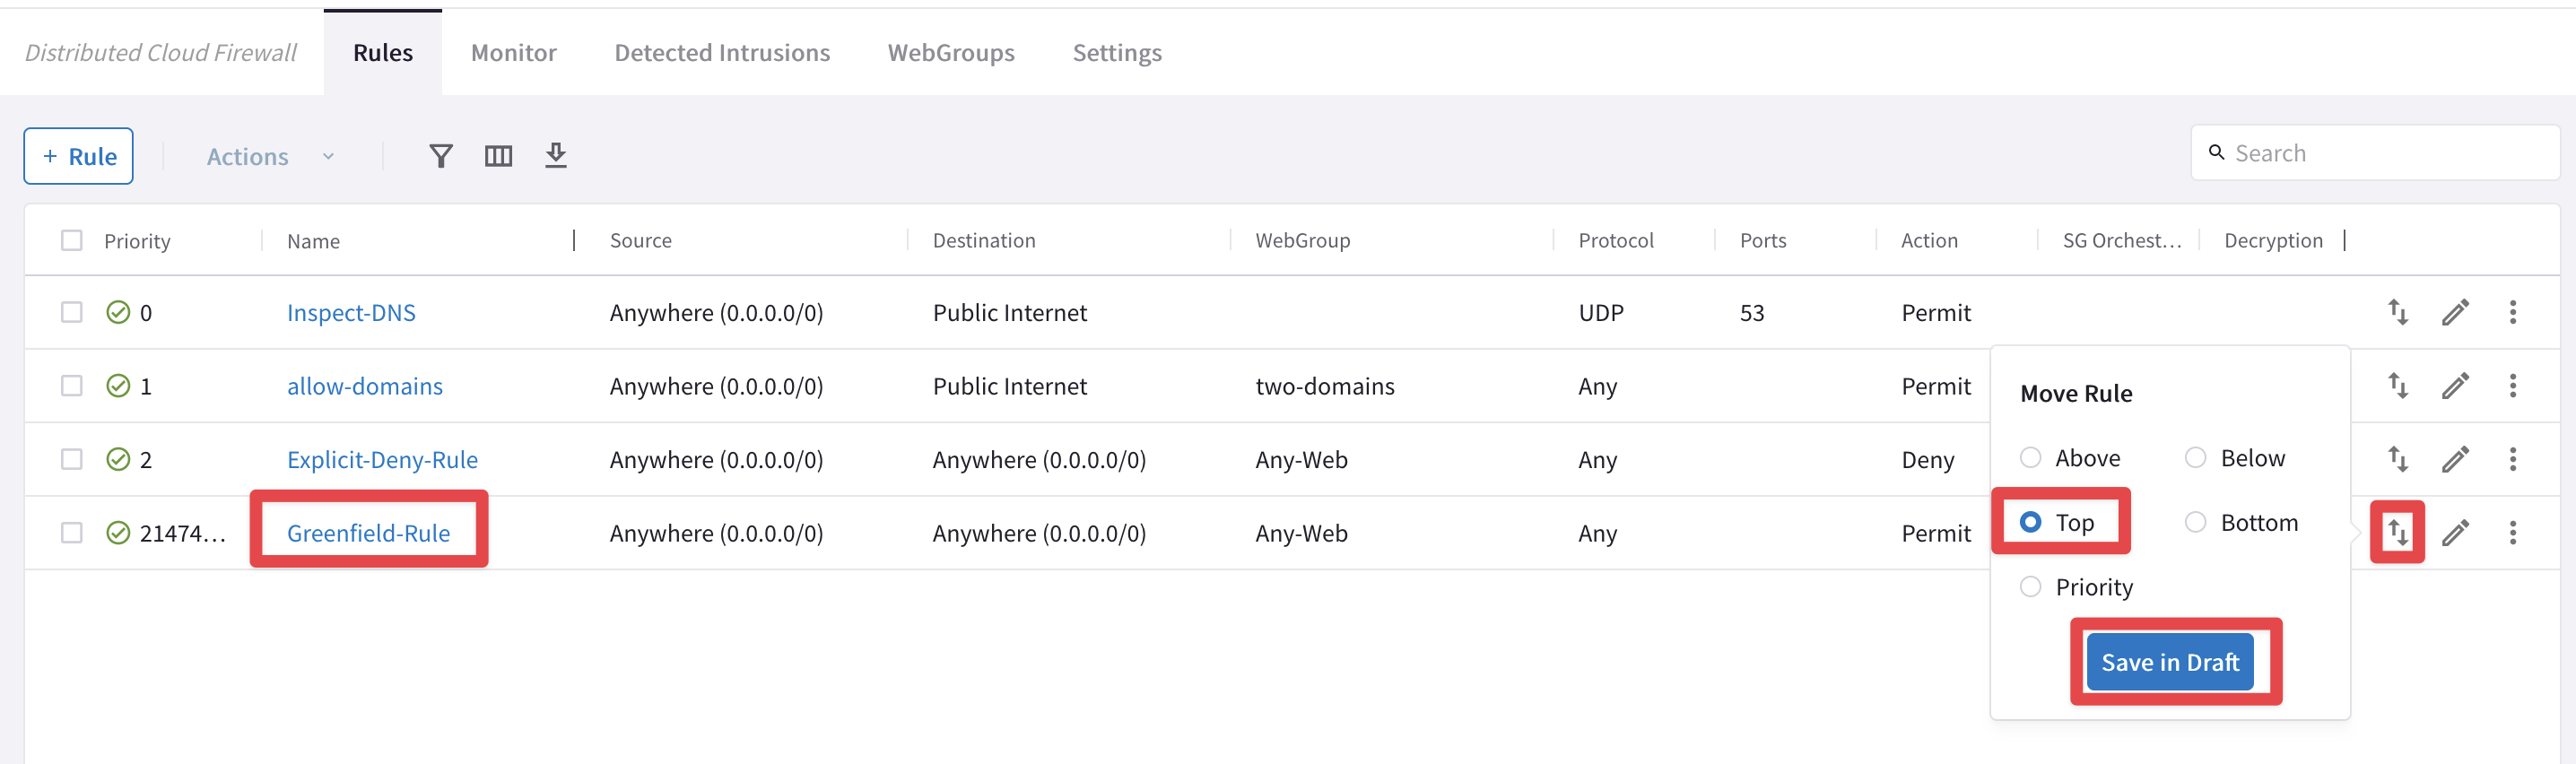 Distributed Cloud Firewall Rules Monitor Detected Intrusions WebGroups Settings
+ Rule Actions Search
Priority Name Source Destination WebGroup Protocol Ports Action SG Orchest... Decryption
0 Inspect-DNS Anywhere (0.0.0.0/0) Public Internet UDP 53 Permit
1 allow-domains Anywhere (0.0.0.0/0) Public Internet two-domains Any Permit
2 Explicit-Deny-Rule Anywhere (0.0.0.0/0) Anywhere (0.0.0.0/0) Any-Web Any Deny
21474... Greenfield-Rule Anywhere (0.0.0.0/0) Anywhere (0.0.0.0/0) Any-Web Any Permit
Move Rule
Above Below
Top Bottom
Priority
Save in Draft